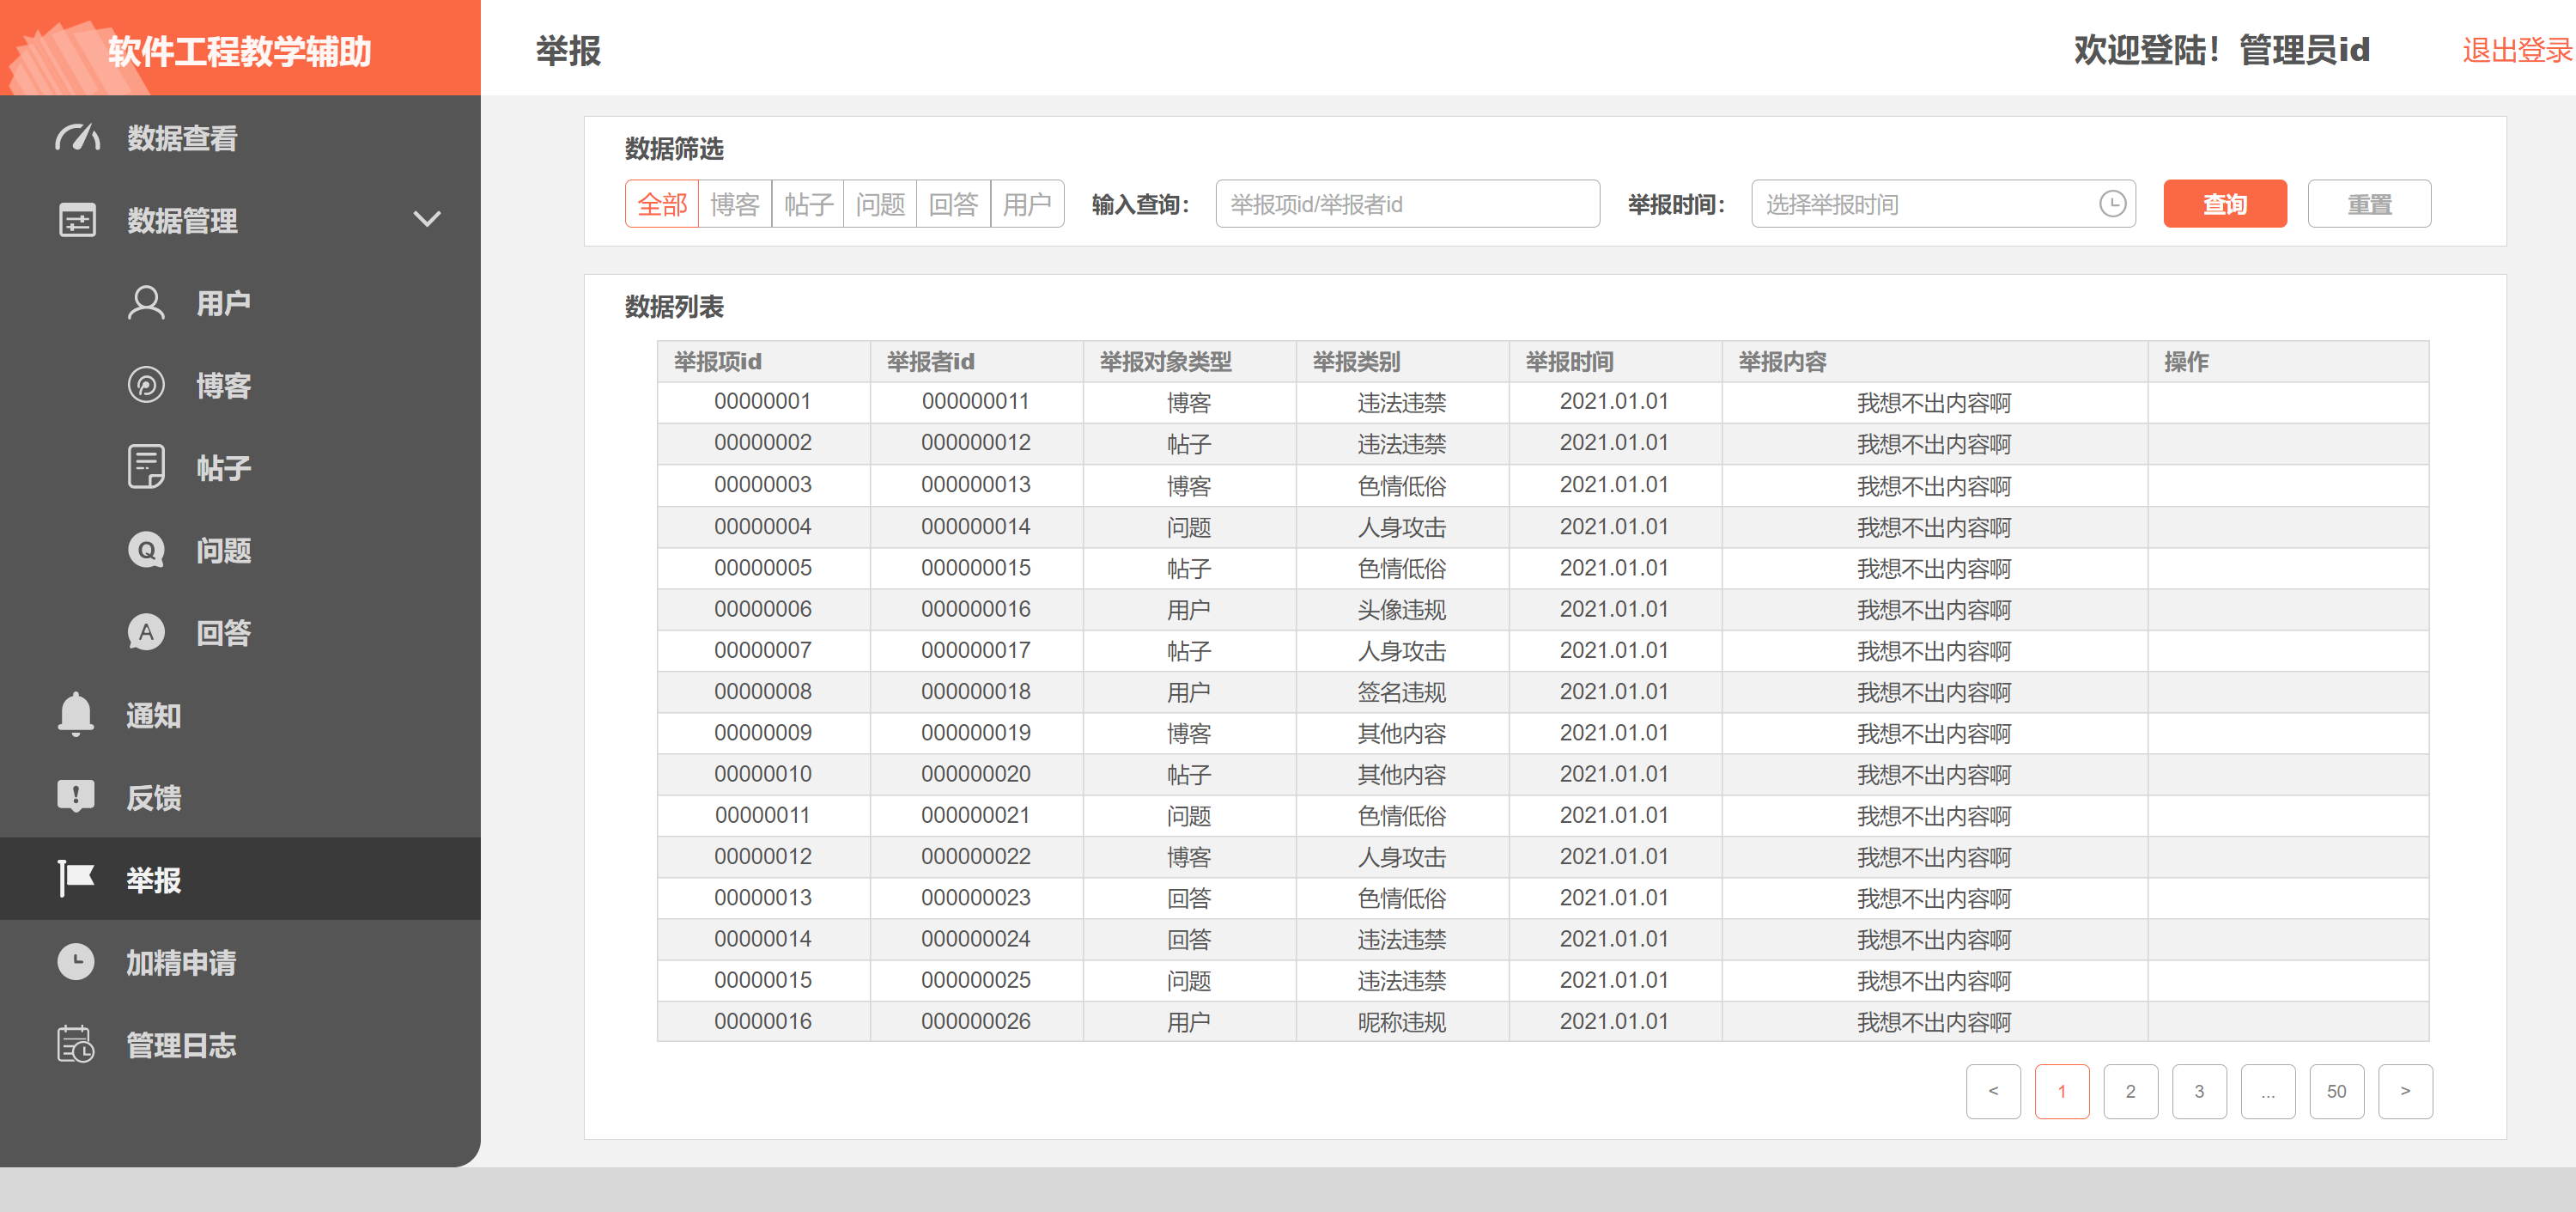 软件工程教学辅助
举报
欢迎登陆！管理员id
退出登录
数据查看
数据管理
用户
博客
帖子
问题
回答
通知
反馈
举报
加精申请
管理日志
数据筛选
全部 博客 帖子 问题 回答 用户 输入查询： 举报项id/举报者id 举报时间： 选择举报时间 查询 重置
数据列表
举报项id 举报者id 举报对象类型 举报类别 举报时间 举报内容 操作
00000001 000000011 博客 违法违禁 2021.01.01 我想不出内容啊
00000002 000000012 帖子 违法违禁 2021.01.01 我想不出内容啊
00000003 000000013 博客 色情低俗 2021.01.01 我想不出内容啊
00000004 000000014 问题 人身攻击 2021.01.01 我想不出内容啊
00000005 000000015 帖子 色情低俗 2021.01.01 我想不出内容啊
00000006 000000016 用户 头像违规 2021.01.01 我想不出内容啊
00000007 000000017 帖子 人身攻击 2021.01.01 我想不出内容啊
00000008 000000018 用户 签名违规 2021.01.01 我想不出内容啊
00000009 000000019 博客 其他内容 2021.01.01 我想不出内容啊
00000010 000000020 帖子 其他内容 2021.01.01 我想不出内容啊
00000011 000000021 问题 色情低俗 2021.01.01 我想不出内容啊
00000012 000000022 博客 人身攻击 2021.01.01 我想不出内容啊
00000013 000000023 回答 色情低俗 2021.01.01 我想不出内容啊
00000014 000000024 回答 违法违禁 2021.01.01 我想不出内容啊
00000015 000000025 问题 违法违禁 2021.01.01 我想不出内容啊
00000016 000000026 用户 昵称违规 2021.01.01 我想不出内容啊
< 1 2 3 ... 50 >